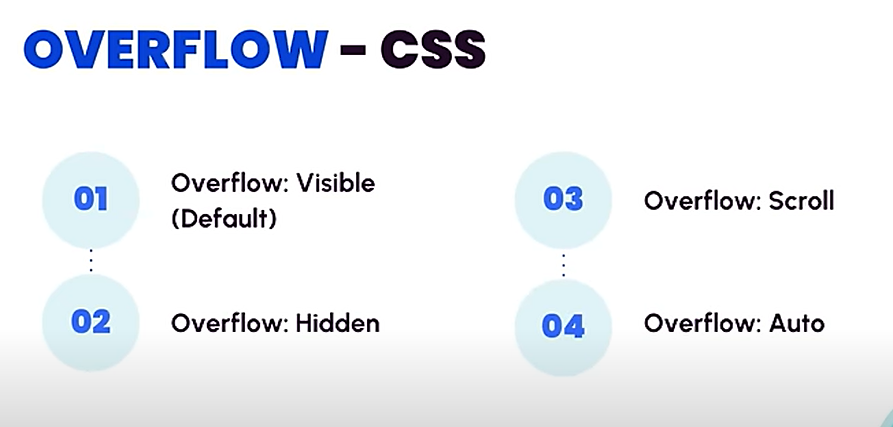 OVERFLOW - CSS
01
Overflow: Visible
(Default)
02
Overflow: Hidden
03
Overflow: Scroll
04
Overflow: Auto